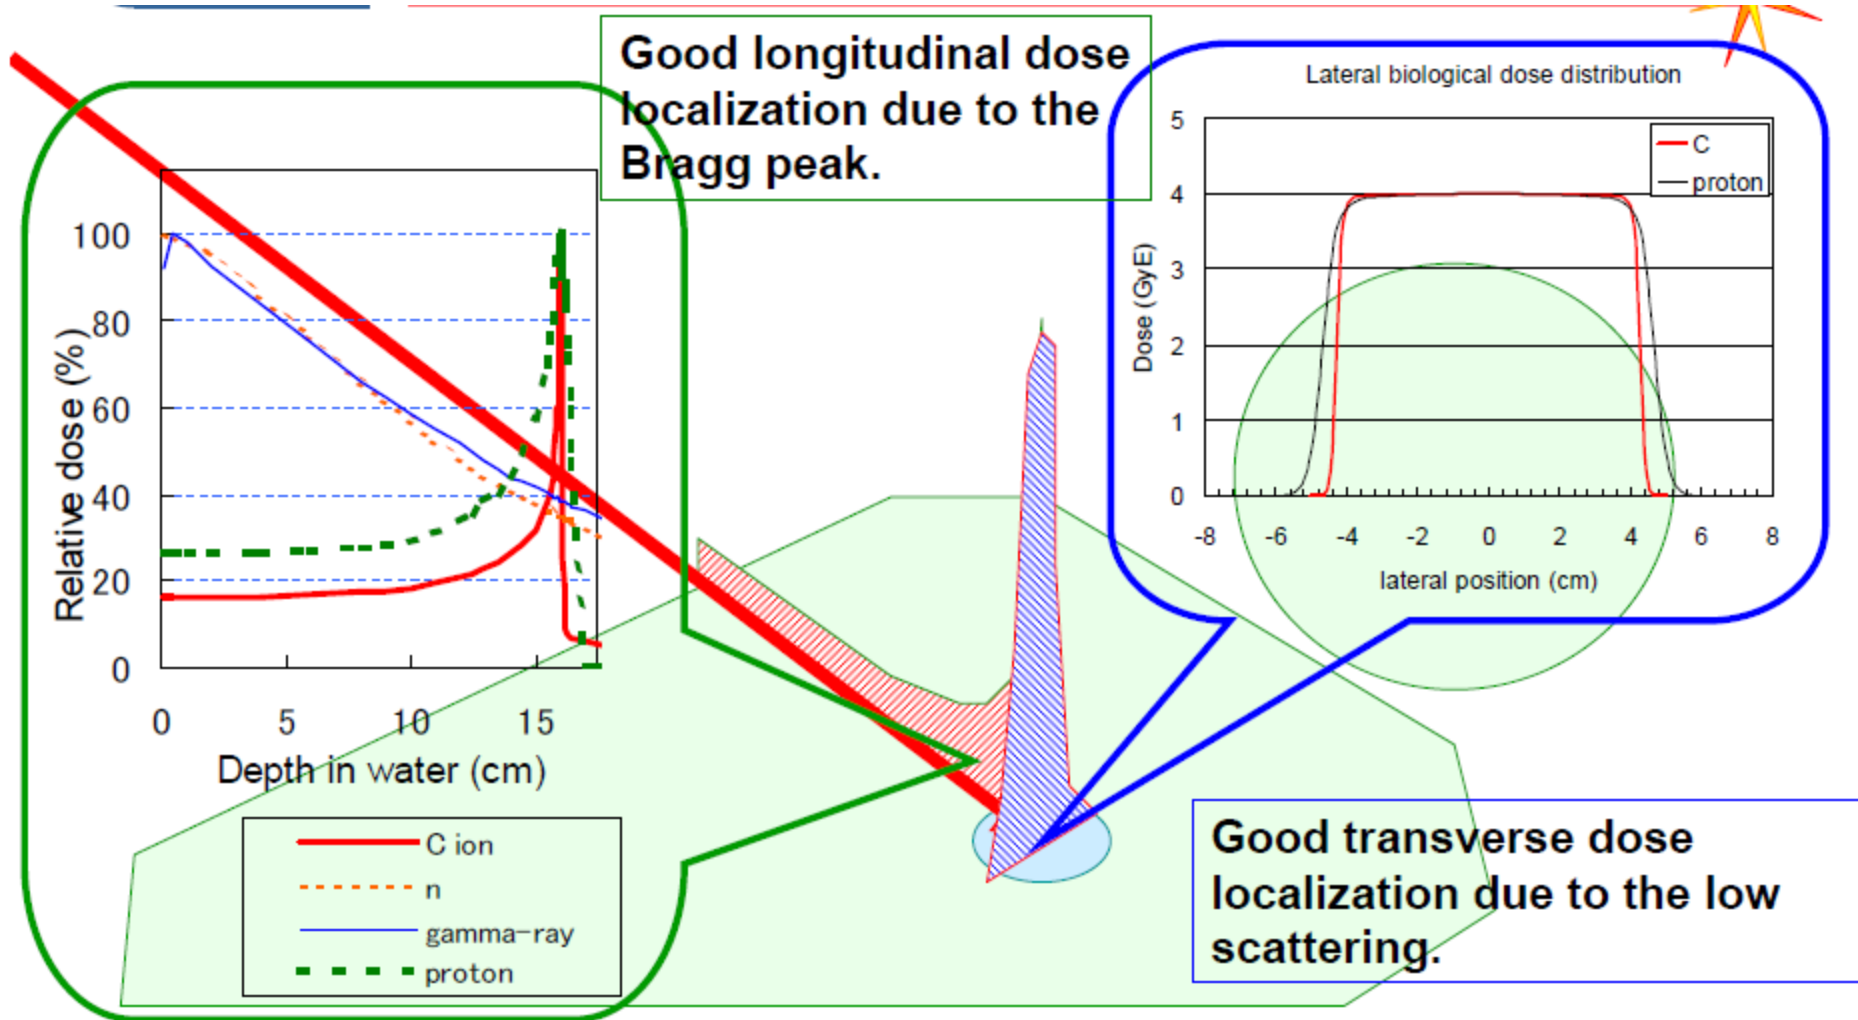 Good longitudinal dose
localization due to the
Bragg peak.
100
80
60
40
20
0
Relative dose (%)
0 5 10 15
Depth in water (cm)
C ion
n
gamma-ray
proton
Lateral biological dose distribution
5
4
3
2
1
0
Dose (GyE)
C
proton
-8 -6 -4 -2 0 2 4 6 8
lateral position (cm)
Good transverse dose
localization due to the low
scattering.